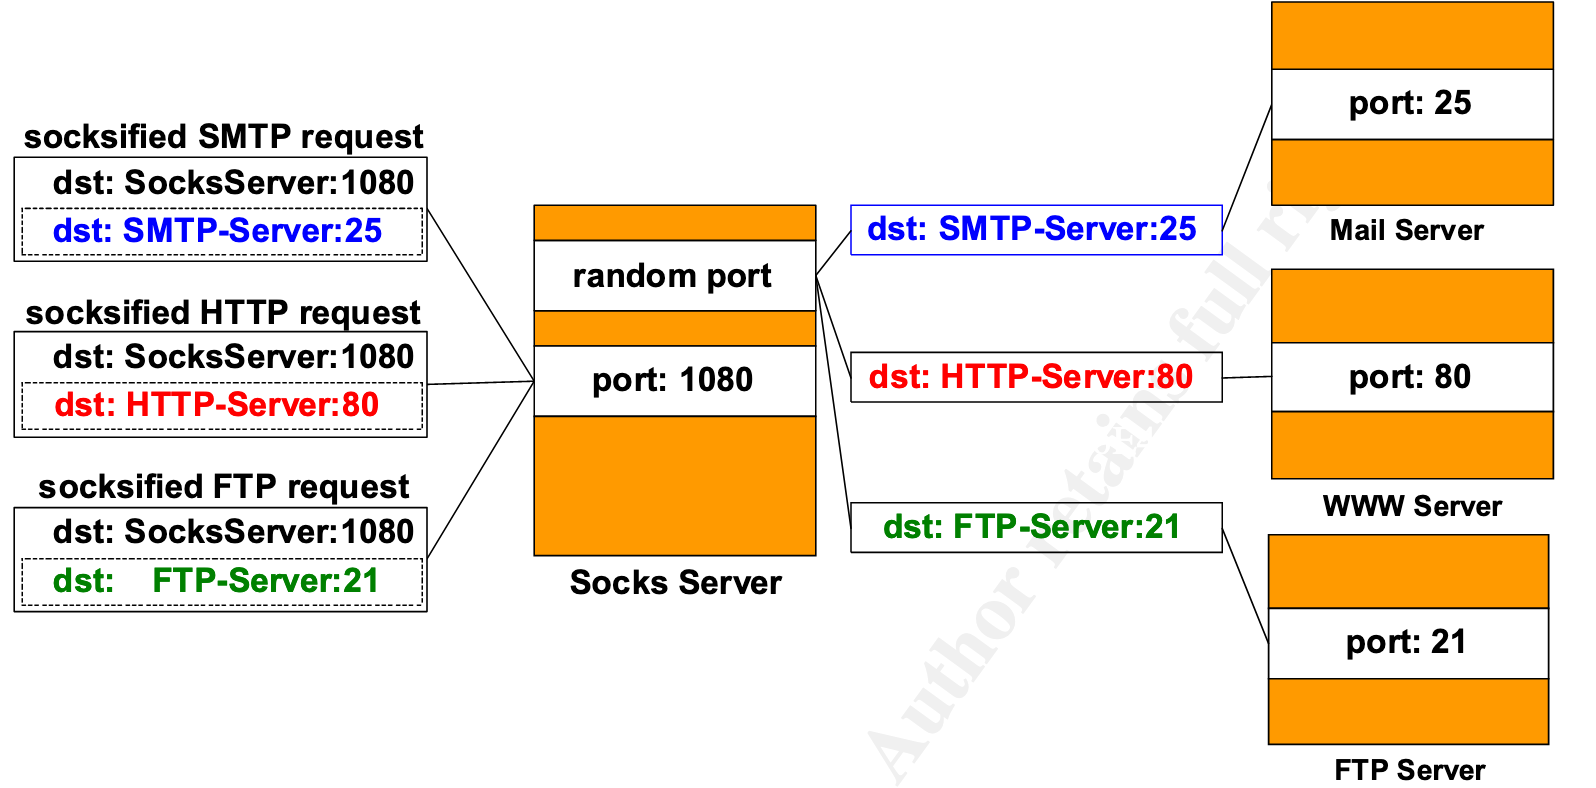 socksified SMTP request
dst: SocksServer:1080
dst: SMTP-Server:25
socksified HTTP request
dst: SocksServer:1080
dst: HTTP-Server:80
socksified FTP request
dst: SocksServer:1080
dst: FTP-Server:21
random port
port: 1080
Socks Server
dst: SMTP-Server:25
dst: HTTP-Server:80
dst: FTP-Server:21
port: 25
Mail Server
port: 80
WWW Server
port: 21
FTP Server
Author retains full